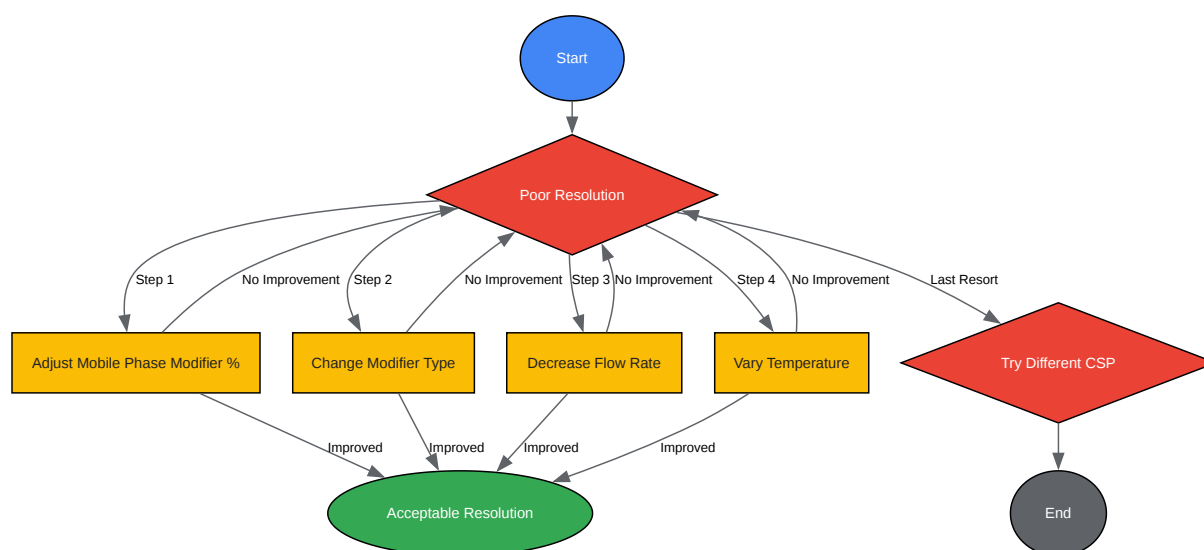 Start
Poor Resolution
Step 1
No Improvement
Step 2
No Improvement
Step 3
No Improvement
Step 4
No Improvement
Last Resort
Adjust Mobile Phase Modifier %
Change Modifier Type
Decrease Flow Rate
Vary Temperature
Try Different CSP
Improved
Improved
Improved
Improved
Acceptable Resolution
End